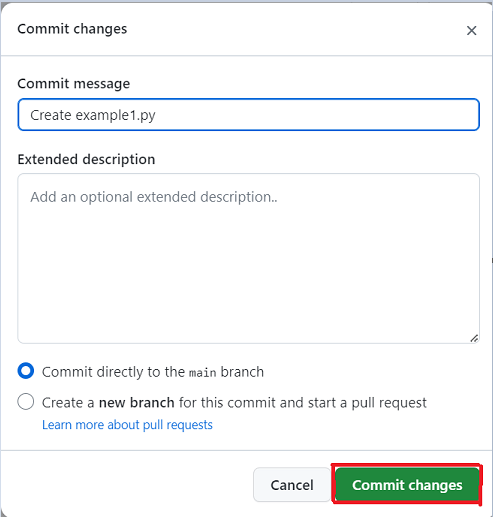 Commit changes
Commit message
Create example1.py
Extended description
Add an optional extended description..
Commit directly to the main branch
Create a new branch for this commit and start a pull request
Learn more about pull requests
Cancel
Commit changes